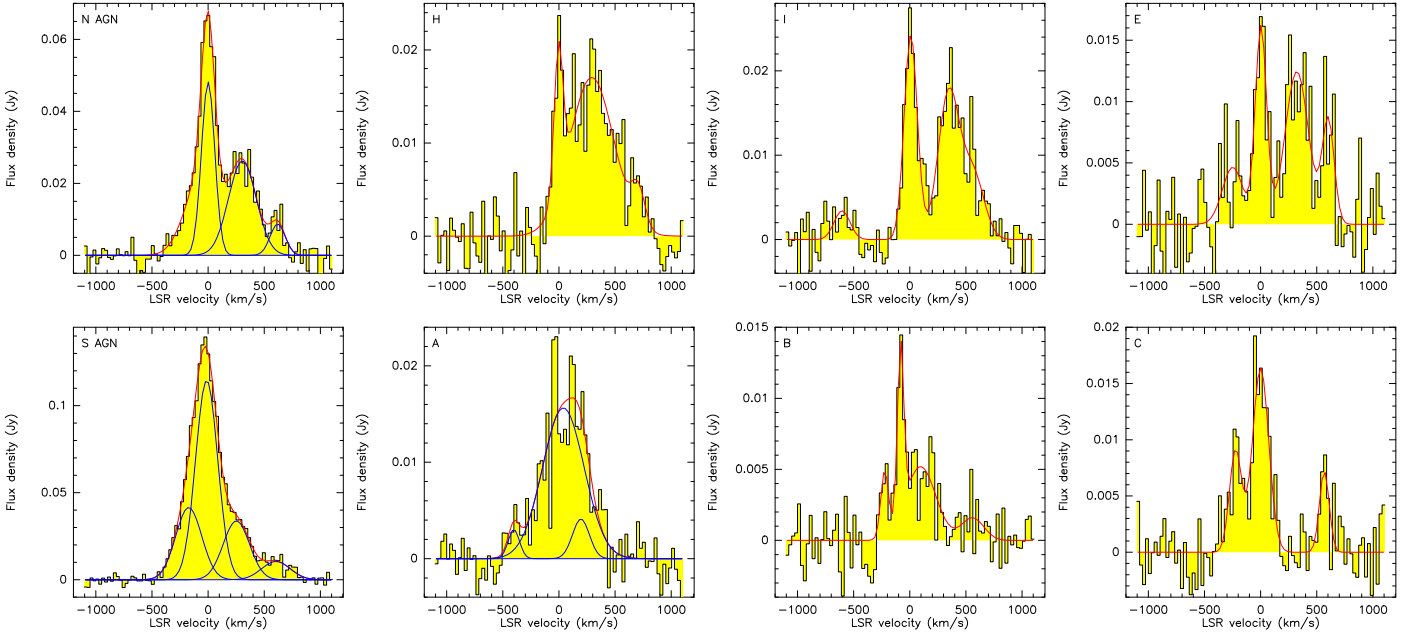 N AGN
Flux density (Jy)
0.06
0.04
0.02
0
−1000 −500 0 500 1000
LSR velocity (km/s)
H
Flux density (Jy)
0.02
0.01
0
−1000 −500 0 500 1000
LSR velocity (km/s)
I
Flux density (Jy)
0.02
0.01
0
−1000 −500 0 500 1000
LSR velocity (km/s)
E
Flux density (Jy)
0.015
0.01
0.005
0
−1000 −500 0 500 1000
LSR velocity (km/s)
S AGN
Flux density (Jy)
0.1
0.05
0
−1000 −500 0 500 1000
LSR velocity (km/s)
A
Flux density (Jy)
0.02
0.01
0
−1000 −500 0 500 1000
LSR velocity (km/s)
B
Flux density (Jy)
0.015
0.01
0.005
0
−1000 −500 0 500 1000
LSR velocity (km/s)
C
Flux density (Jy)
0.02
0.015
0.01
0.005
0
−1000 −500 0 500 1000
LSR velocity (km/s)